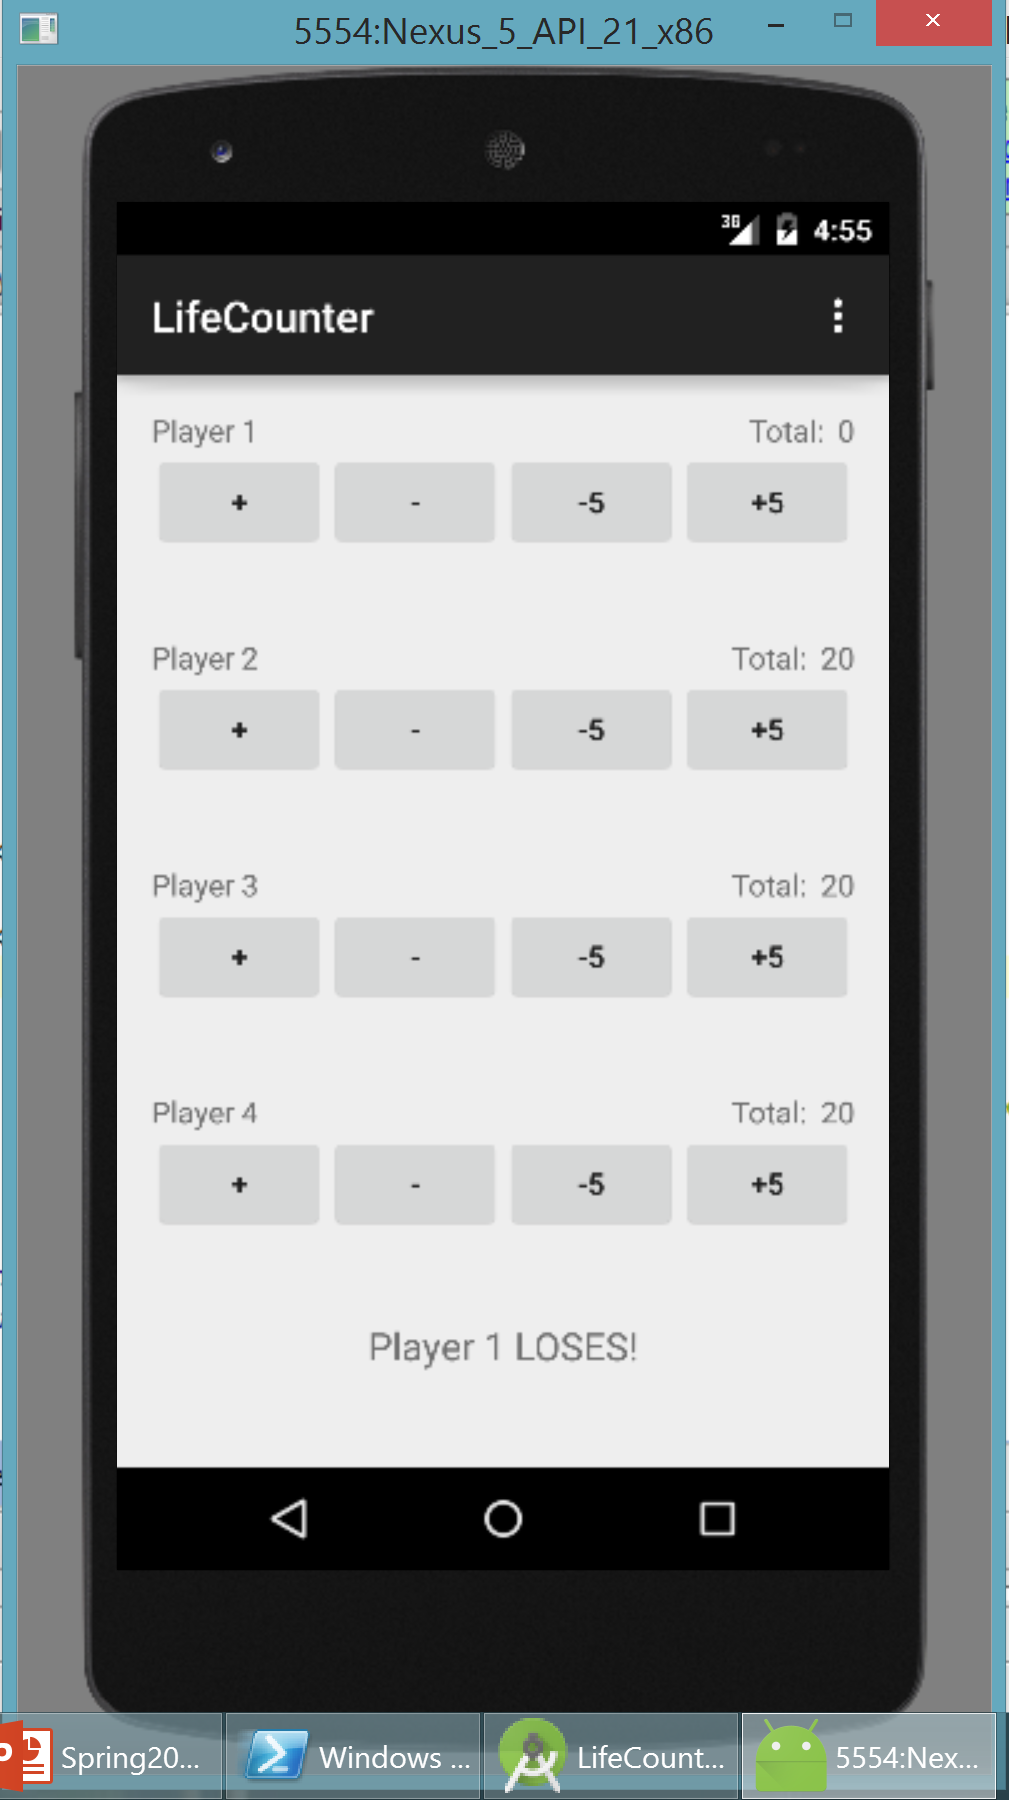 5554:Nexus_5_API_21_x86
3G 4:55
LifeCounter
Player 1 Total: 0
+ - -5 +5
Player 2 Total: 20
+ - -5 +5
Player 3 Total: 20
+ - -5 +5
Player 4 Total: 20
+ - -5 +5
Player 1 LOSES!
Spring20... Windows ... LifeCount... 5554:Nex...